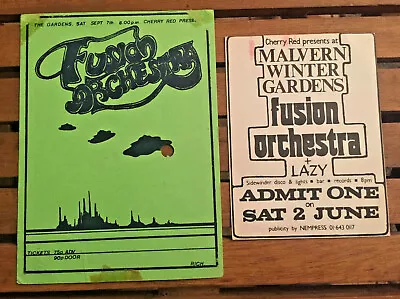 THE GARDENS, SAT SEPT 7th 8.00pm. CHERRY RED PRES.
FUSION
ORCHESTRA
TICKETS 75p. ADV
90p. DOOR
RICH
Cherry Red presents at
MALVERN
WINTER
GARDENS
fusion
orchestra
+
LAZY
Sidewinder disco & lights • bar • records • 8pm
ADMIT ONE
on
SAT 2 JUNE
publicity by NEMPRESS 01-643 0117